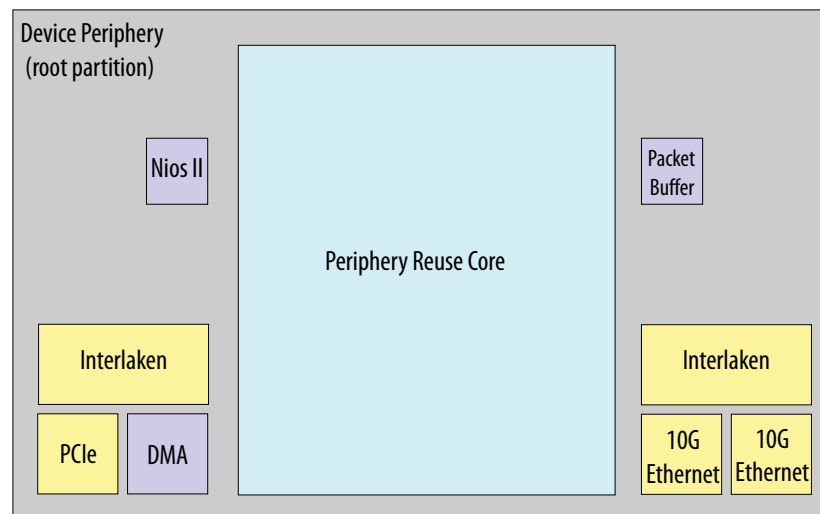 Device Periphery
(root partition)
Nios II
Packet
Buffer
Periphery Reuse Core
Interlaken
Interlaken
PCIe
DMA
10G
Ethernet
10G
Ethernet